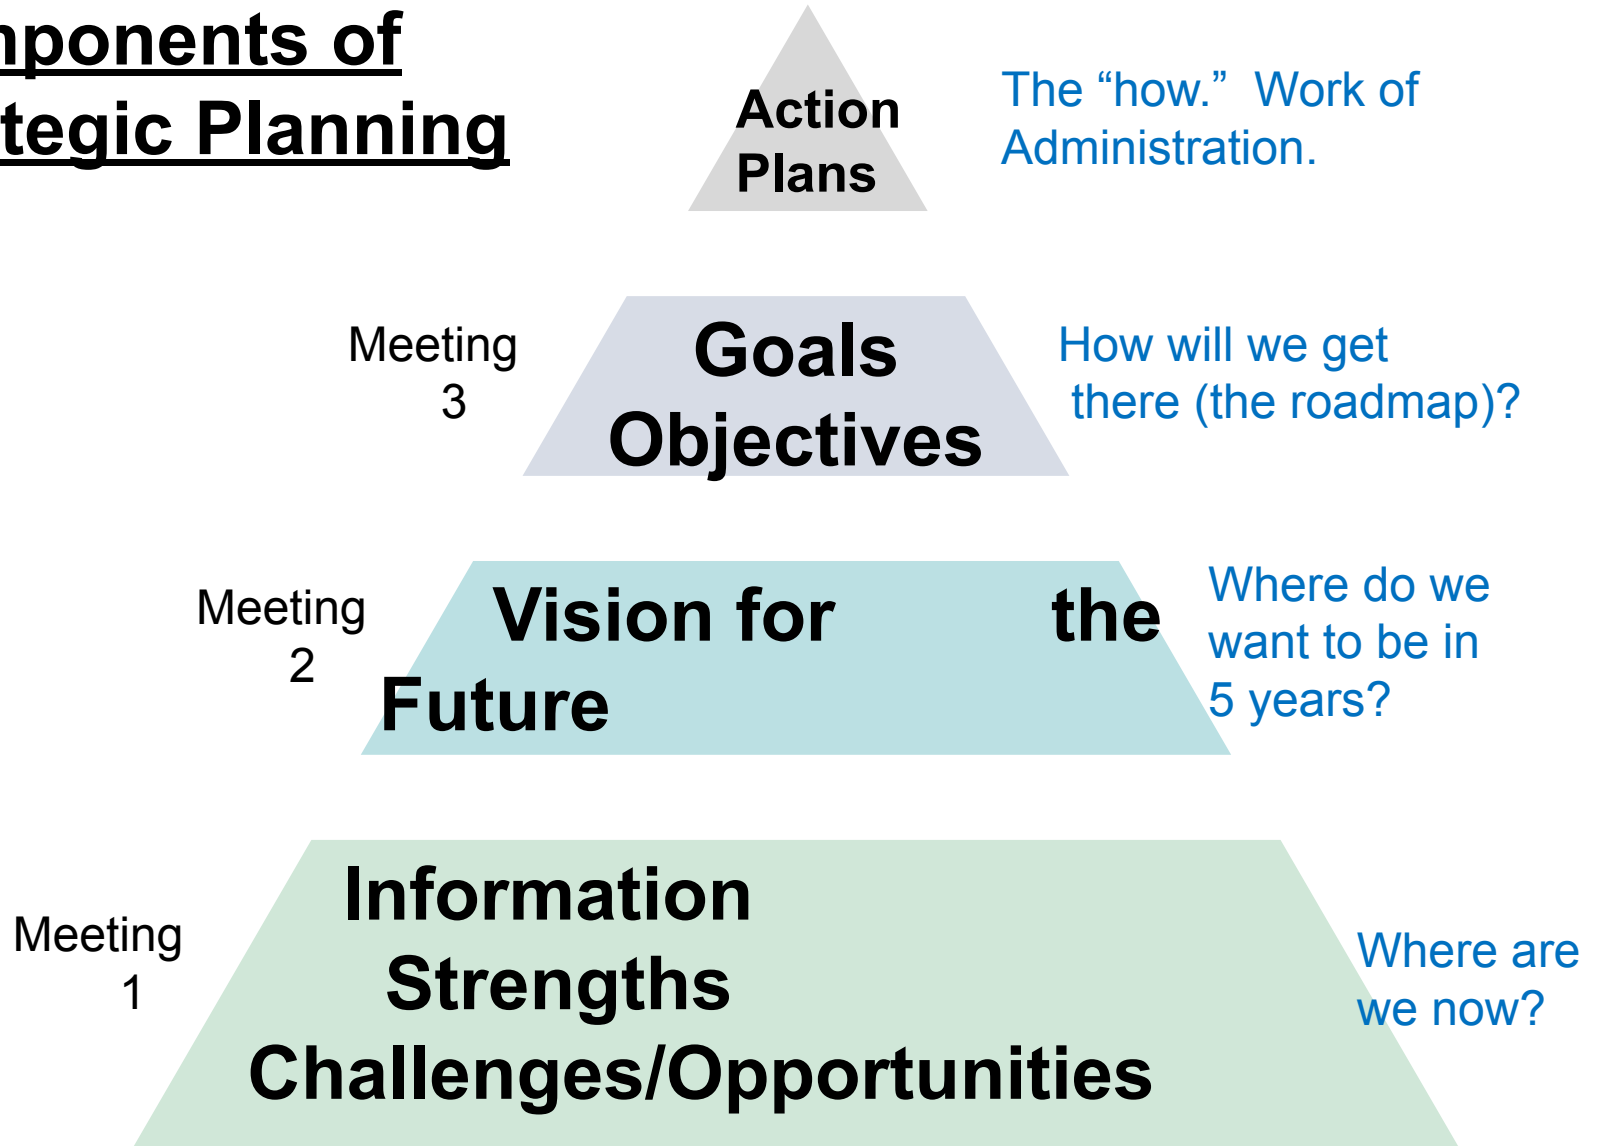 mponents of
tegic Planning
Action
Plans
The “how.” Work of
Administration.
Meeting
3
Goals
Objectives
How will we get
there (the roadmap)?
Meeting
2
Vision for the
Future
Where do we
want to be in
5 years?
Meeting
1
Information
Strengths
Challenges/Opportunities
Where are
we now?